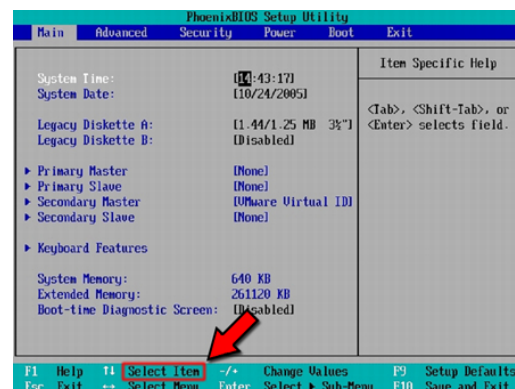 PhoenixBIOS Setup Utility
Main Advanced Security Power Boot Exit
Item Specific Help
System Time: [14:43:17]
System Date: [10/24/2005]
<Tab>, <Shift-Tab>, or
<Enter> selects field.
Legacy Diskette A: [1.44/1.25 MB 3½"]
Legacy Diskette B: [Disabled]
▶ Primary Master [None]
▶ Primary Slave [None]
▶ Secondary Master [VMware Virtual ID]
▶ Secondary Slave [None]
▶ Keyboard Features
System Memory: 640 KB
Extended Memory: 261120 KB
Boot-time Diagnostic Screen: [Disabled]
F1 Help ↑↓ Select Item -/+ Change Values F9 Setup Defaults
Esc Exit ↔ Select Menu Enter Select ▶ Sub-Menu F10 Save and Exit